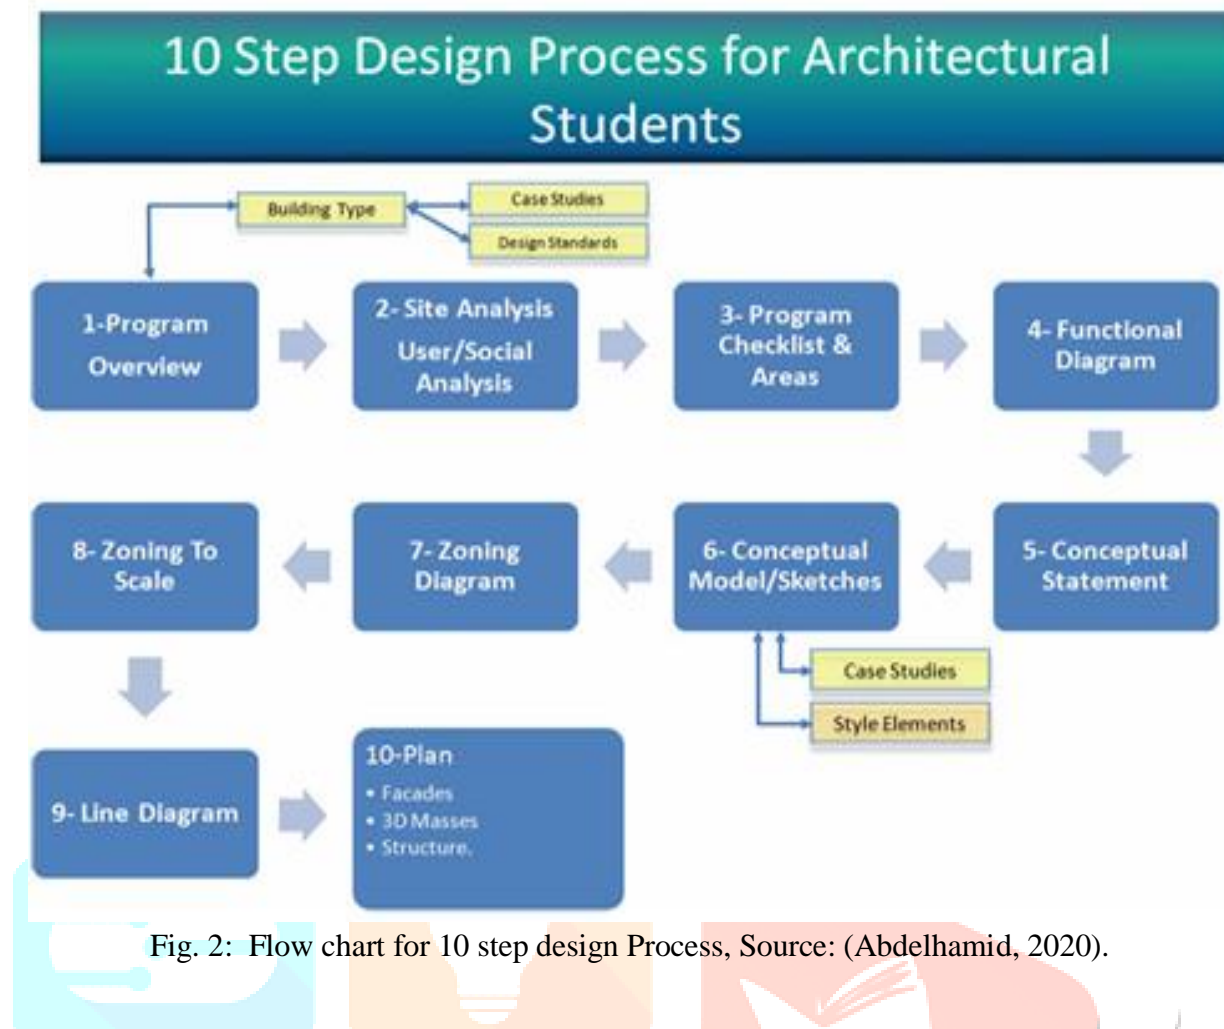 10 Step Design Process for Architectural
Students
Building Type
Case Studies
Design Standards
1-Program
Overview
2- Site Analysis
User/Social
Analysis
3- Program
Checklist &
Areas
4- Functional
Diagram
8- Zoning To
Scale
7- Zoning
Diagram
6- Conceptual
Model/Sketches
5- Conceptual
Statement
Case Studies
Style Elements
9- Line Diagram
10-Plan
• Facades
• 3D Masses
• Structure.
Fig. 2: Flow chart for 10 step design Process, Source: (Abdelhamid, 2020).